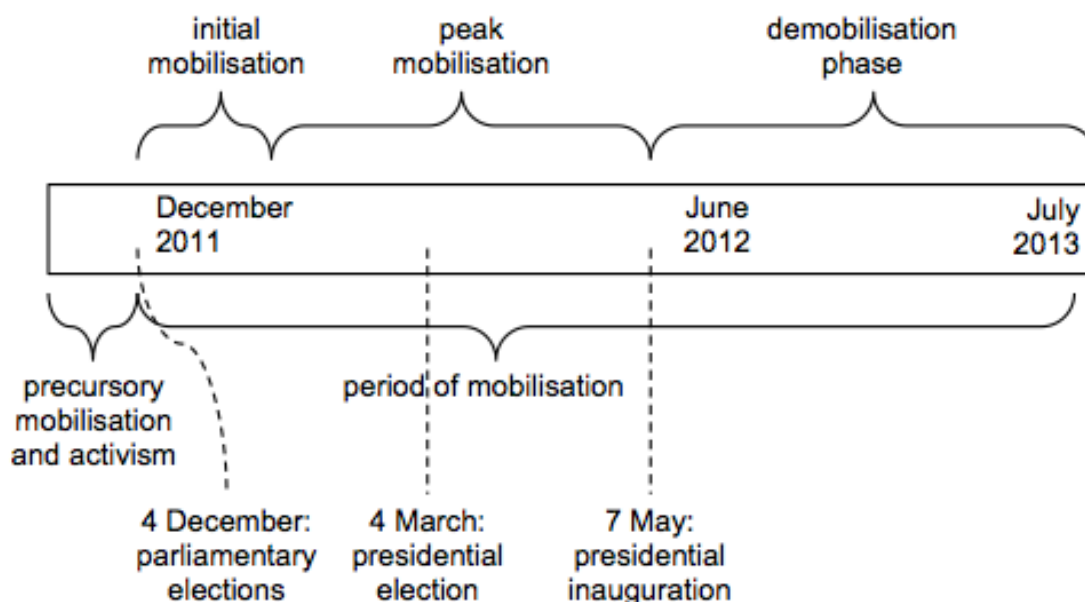 initial
mobilisation
peak
mobilisation
demobilisation
phase
December
2011
June
2012
July
2013
precursory
mobilisation
and activism
period of mobilisation
4 December:
parliamentary
elections
4 March:
presidential
election
7 May:
presidential
inauguration